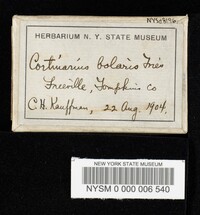 HERBARIUM N. Y. STATE MUSEUM
Cortinarius bolaris Fries
Freeville, Tompkins Co
C.H. Kauffman, 22 Aug. 1904.
NEW YORK STATE MUSEUM
NYSM 0 000 006 540